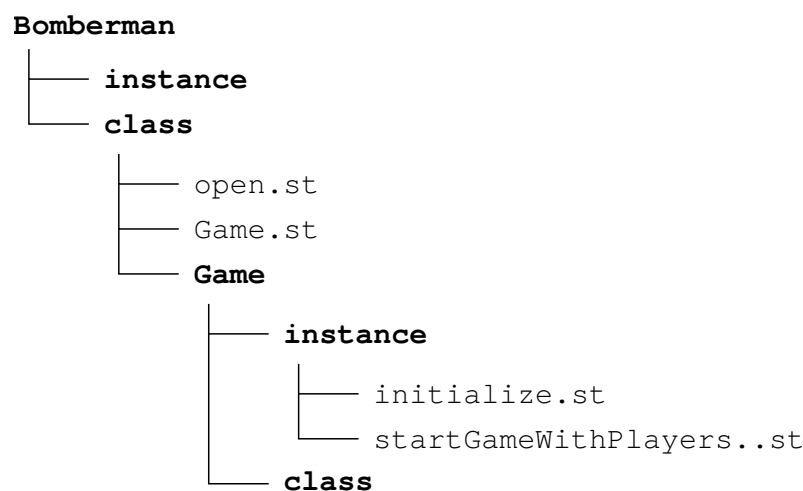 Bomberman
instance
class
open.st
Game.st
Game
instance
initialize.st
startGameWithPlayers..st
class